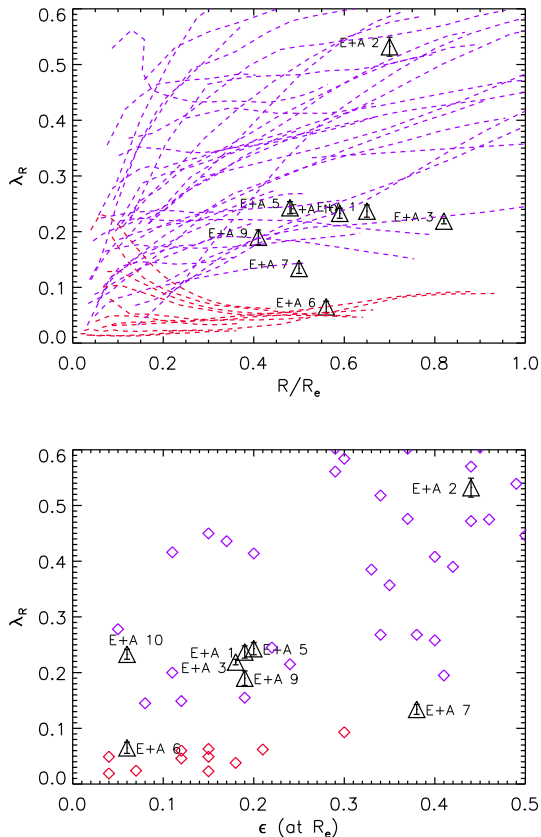 0.6
E+A 2
0.5
0.4
λR
0.3
E+A 5
E+A 1
E+A 3
0.2
E+A 9
E+A 7
0.1
E+A 6
0.0
0.0 0.2 0.4 0.6 0.8 1.0
R/Re
0.6
E+A 2
0.5
0.4
λR
0.3
E+A 10
E+A 1 E+A 5
E+A 3
0.2
E+A 9
E+A 7
0.1
E+A 6
0.0
0.0 0.1 0.2 0.3 0.4 0.5
ϵ (at Re)